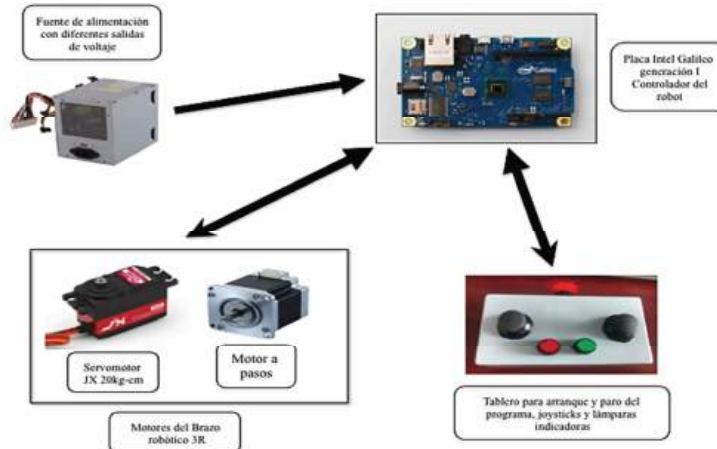 Fuente de alimentación
con diferentes salidas
de voltaje
Placa Intel Galileo
generación I
Controlador del
robot
Servomotor
JX 20kg-cm
Motor a
pasos
Motores del Brazo
robótico 3R
Tablero para arranque y paro del
programa, joysticks y lámparas
indicadoras